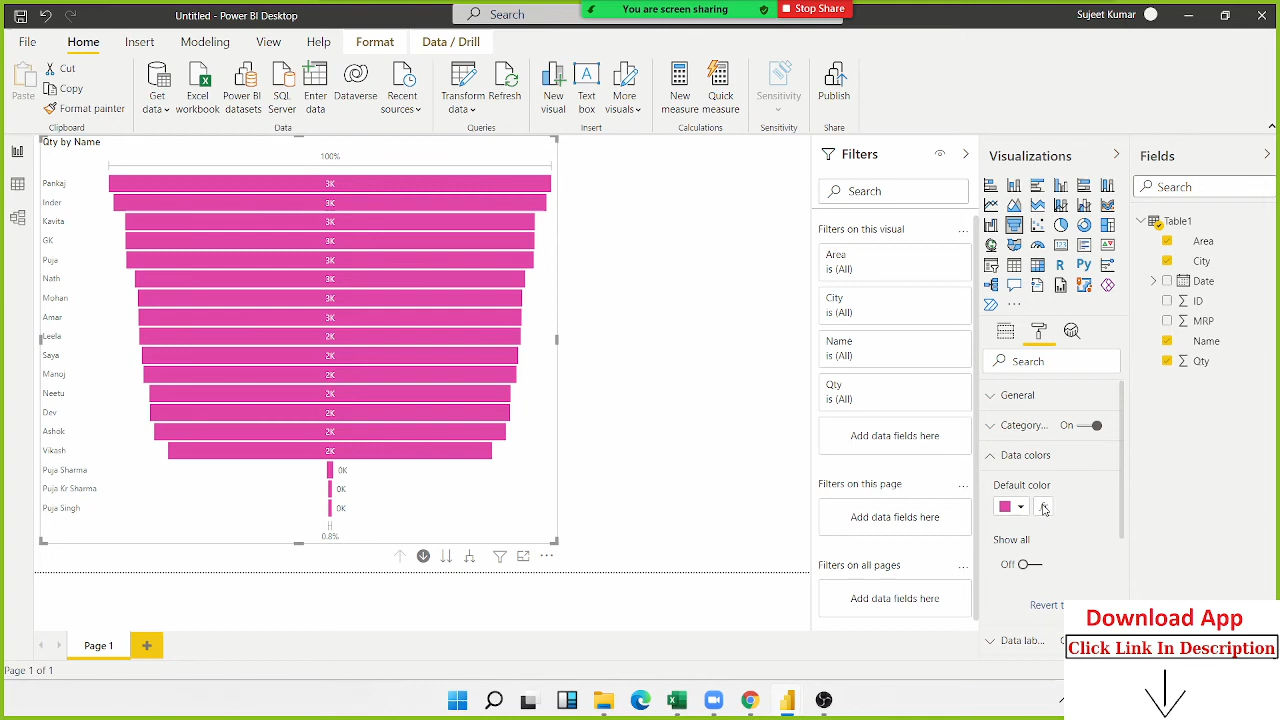 Untitled - Power BI Desktop
Search
You are screen sharing
Stop Share
Sujeet Kumar
File
Home
Insert
Modeling
View
Help
Format
Data / Drill
Paste
Cut
Copy
Format painter
Clipboard
Get data
Excel workbook
Power BI datasets
SQL Server
Enter data
Dataverse
Recent sources
Data
Transform data
Refresh
Queries
New visual
Text box
More visuals
Insert
New measure
Quick measure
Calculations
Sensitivity
Sensitivity
Publish
Share
Qty by Name
100%
Pankaj 3K
Inder 3K
Kavita 3K
GK 3K
Puja 3K
Nath 3K
Mohan 3K
Amar 3K
Leela 2K
Saya 2K
Manoj 2K
Neetu 2K
Dev 2K
Ashok 2K
Vikash 2K
Puja Sharma 0K
Puja Kr Sharma 0K
Puja Singh 0K
0.8%
Filters
Search
Filters on this visual ...
Area
is (All)
City
is (All)
Name
is (All)
Qty
is (All)
Add data fields here
Filters on this page ...
Add data fields here
Filters on all pages ...
Add data fields here
Visualizations
R
Py
...
Search
General
Category... On
Data colors
Default color
Show all
Off
Revert t
Data lab...
Fields
Search
Table1
Area
City
Date
ID
MRP
Name
Qty
Page 1
Page 1 of 1
Download App
Click Link In Description